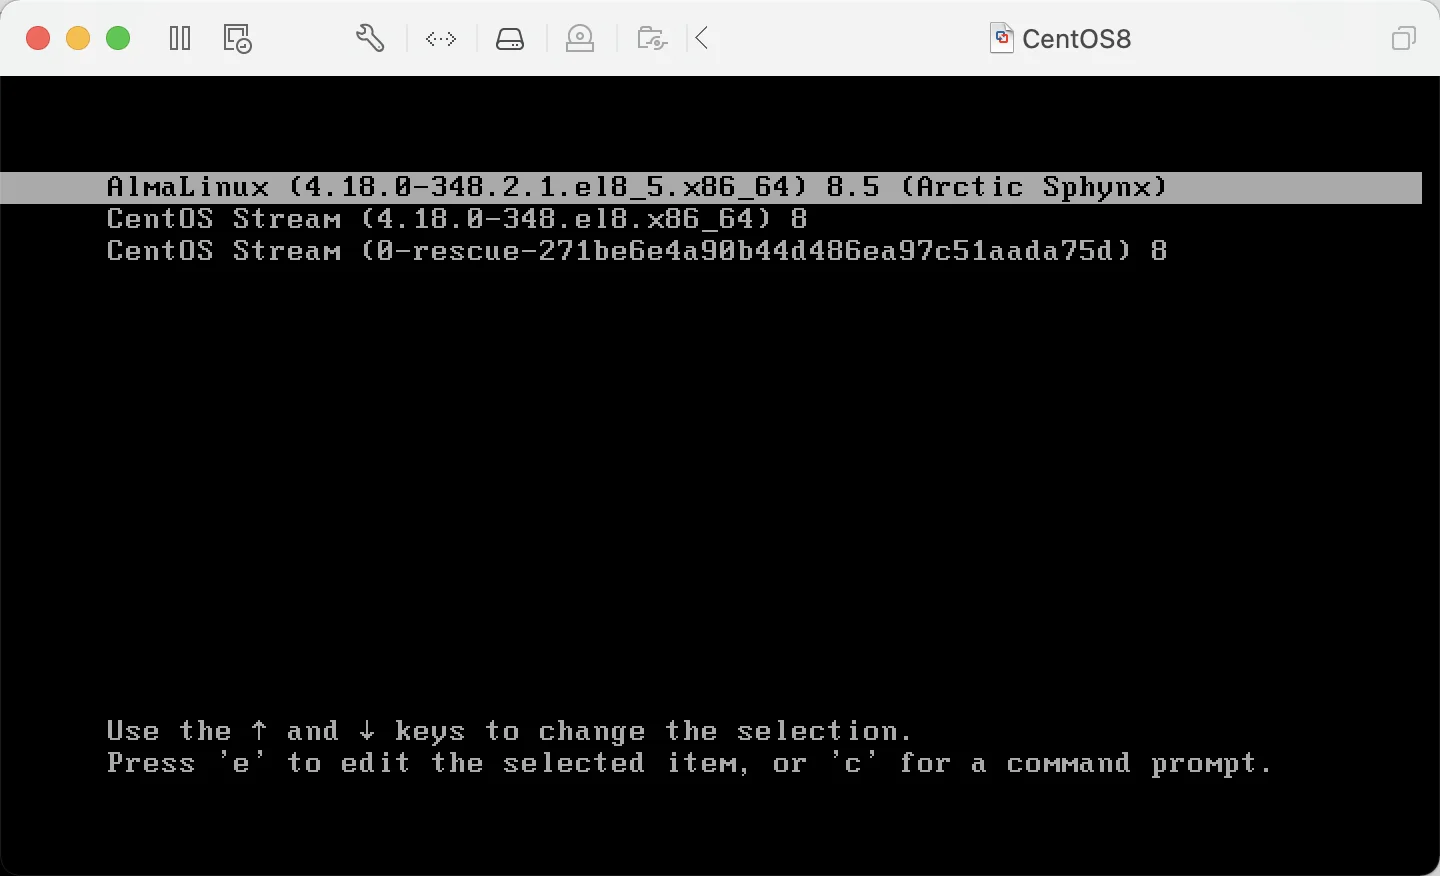 CentOS8
AlmaLinux (4.18.0-348.2.1.el8_5.x86_64) 8.5 (Arctic Sphynx)
CentOS Stream (4.18.0-348.el8.x86_64) 8
CentOS Stream (0-rescue-271be6e4a90b44d486ea97c51aada75d) 8
Use the ↑ and ↓ keys to change the selection.
Press 'e' to edit the selected item, or 'c' for a command prompt.